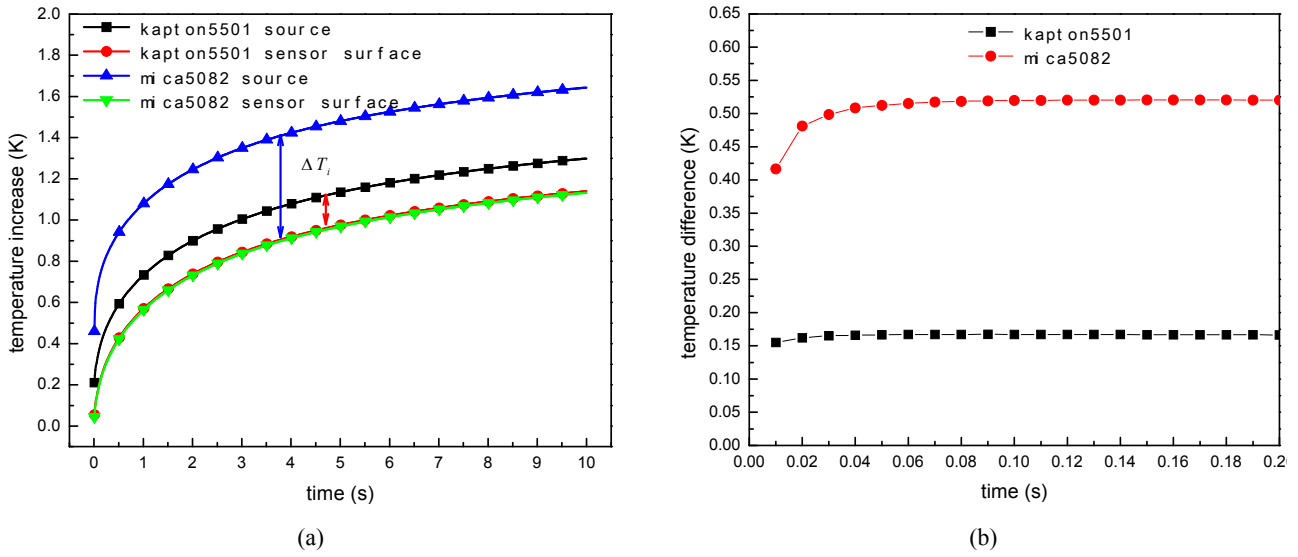 kapton5501 source
kapton5501 sensor surface
mica5082 source
mica5082 sensor surface
ΔTi
temperature increase (K)
2.0
1.8
1.6
1.4
1.2
1.0
0.8
0.6
0.4
0.2
0.0
0 1 2 3 4 5 6 7 8 9 10
time (s)
(a)
kapton5501
mica5082
temperature difference (K)
0.65
0.60
0.55
0.50
0.45
0.40
0.35
0.30
0.25
0.20
0.15
0.10
0.05
0.00
0.00 0.02 0.04 0.06 0.08 0.10 0.12 0.14 0.16 0.18 0.20
time (s)
(b)